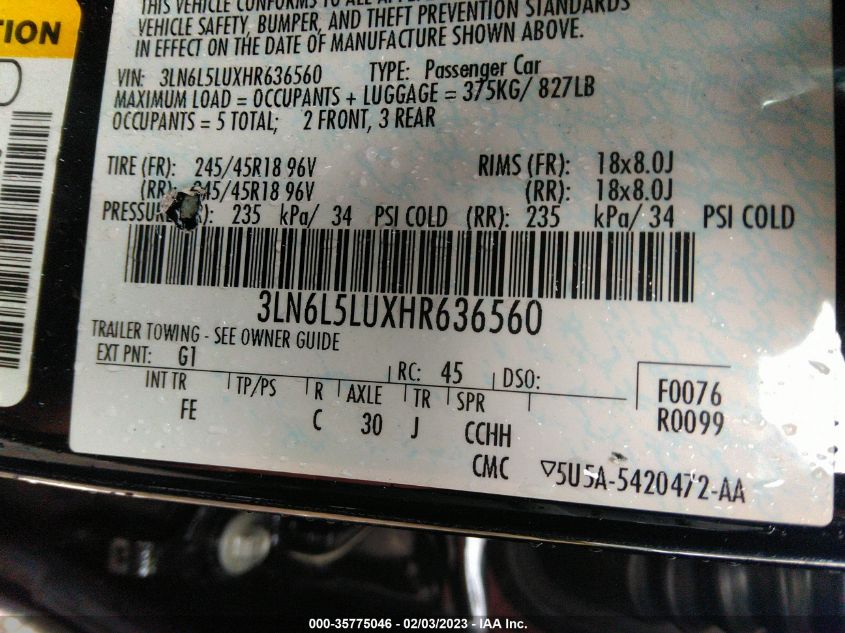 THIS VEHICLE CONFORMS TO ALL
VEHICLE SAFETY, BUMPER, AND THEFT PREVENTION STANDARDS
IN EFFECT ON THE DATE OF MANUFACTURE SHOWN ABOVE.
VIN: 3LN6L5LUXHR636560 TYPE: Passenger Car
MAXIMUM LOAD = OCCUPANTS + LUGGAGE = 375KG/ 827LB
OCCUPANTS = 5 TOTAL; 2 FRONT, 3 REAR
TIRE (FR): 245/45R18 96V RIMS (FR): 18x8.0J
(RR): 245/45R18 96V (RR): 18x8.0J
235 kPa/ 34 PSI COLD (RR): 235 kPa/ 34 PSI COLD
3LN6L5LUXHR636560
TRAILER TOWING - SEE OWNER GUIDE
EXT PNT: G1 RC: 45 DSO:
INT TR TP/PS R AXLE TR SPR F0076
FE C 30 J CCHH R0099
CMC ▽5U5A-5420472-AA
000-35775046 - 02/03/2023 - IAA Inc.